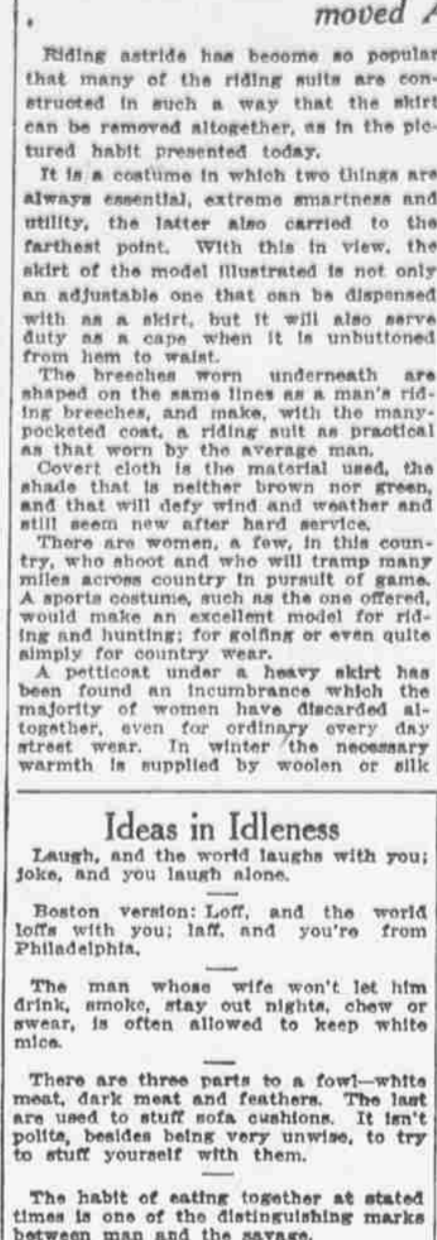 moved A
Riding astride has become so popular
that many of the riding suits are con-
structed in such a way that the skirt
can be removed altogether, as in the pic-
tured habit presented today.
It is a costume in which two things are
always essential, extreme smartness and
utility, the latter also carried to the
farthest point. With this in view, the
skirt of the model illustrated is not only
an adjustable one that can be dispensed
with as a skirt, but it will also serve
duty as a cape when it is unbuttoned
from hem to waist.
The breeches worn underneath are
shaped on the same lines as a man's rid-
ing breeches, and make, with the many-
pocketed coat, a riding suit as practical
as that worn by the average man.
Covert cloth is the material used, the
shade that is neither brown nor green,
and that will defy wind and weather and
still seem new after hard service.
There are women, a few, in this coun-
try, who shoot and who will tramp many
miles across country in pursuit of game.
A sports costume, such as the one offered,
would make an excellent model for rid-
ing and hunting; for golfing or even quite
simply for country wear.
A petticoat under a heavy skirt has
been found an incumbrance which the
majority of women have discarded al-
together, even for ordinary every day
street wear. In winter the necessary
warmth is supplied by woolen or silk
Ideas in Idleness
Laugh, and the world laughs with you;
joke, and you laugh alone.
Boston version: Loff, and the world
loffs with you; laff, and you're from
Philadelphia.
The man whose wife won't let him
drink, smoke, stay out nights, chew or
swear, is often allowed to keep white
mice.
There are three parts to a fowl—white
meat, dark meat and feathers. The last
are used to stuff sofa cushions. It isn't
polite, besides being very unwise, to try
to stuff yourself with them.
The habit of eating together at stated
times is one of the distinguishing marks
between man and the savage.